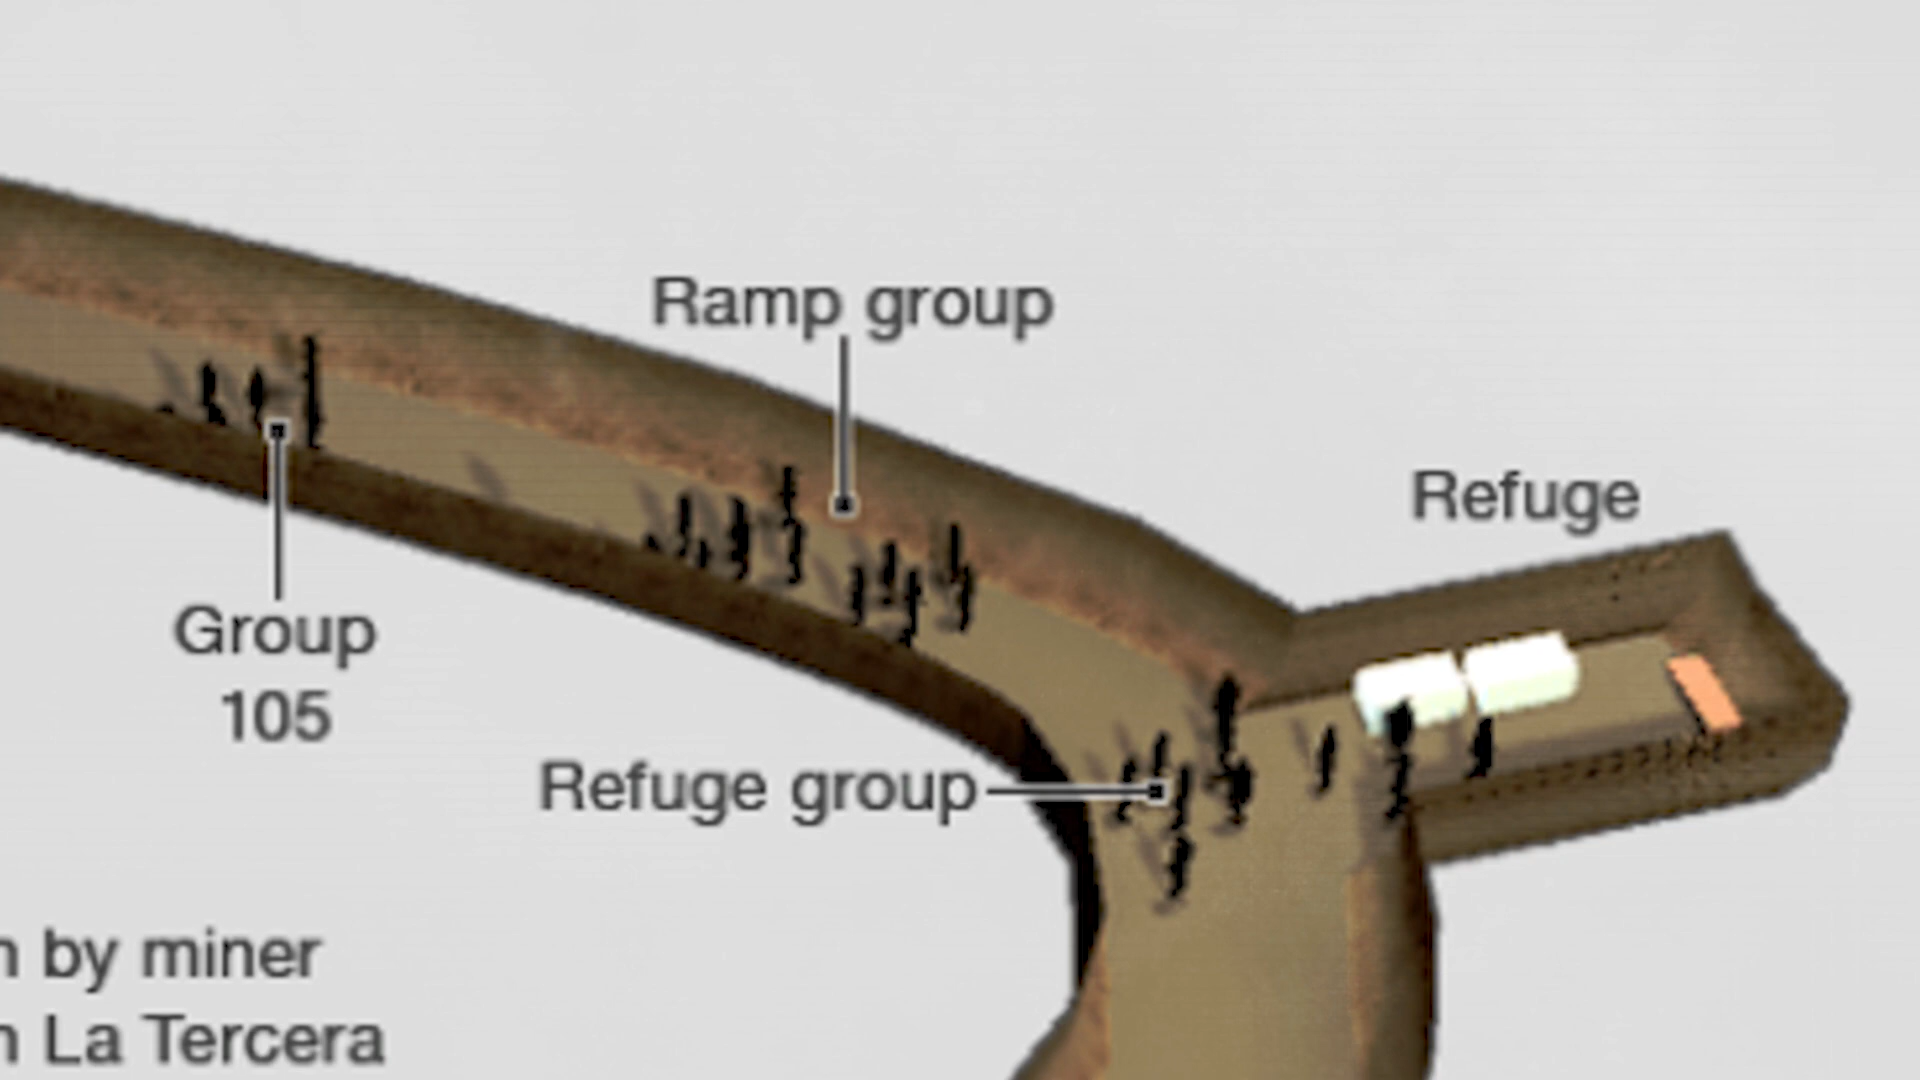 Ramp group
Refuge
Group
105
Refuge group
by miner
La Tercera